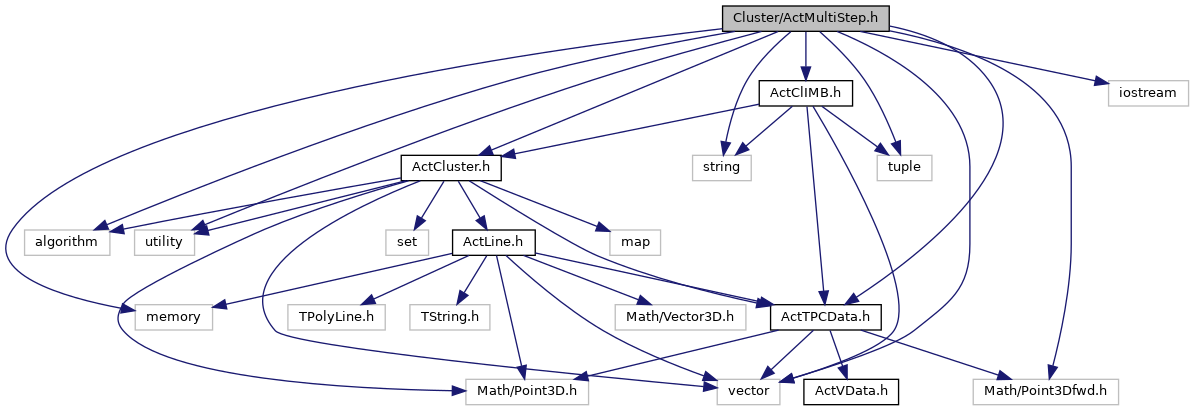 Cluster/ActMultiStep.h
ActClIMB.h
iostream
ActCluster.h
string
tuple
algorithm
utility
set
ActLine.h
map
memory
TPolyLine.h
TString.h
Math/Vector3D.h
ActTPCData.h
Math/Point3D.h
vector
ActVData.h
Math/Point3Dfwd.h